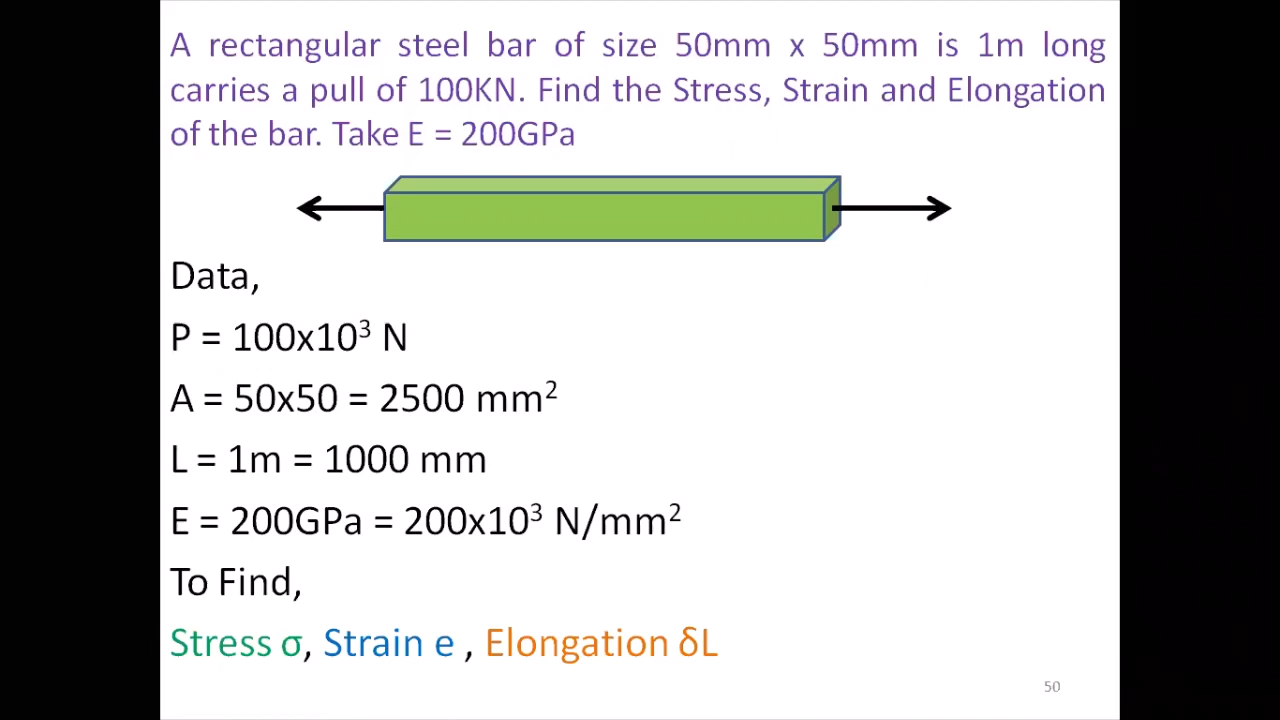 A rectangular steel bar of size 50mm x 50mm is 1m long
carries a pull of 100KN. Find the Stress, Strain and Elongation
of the bar. Take E = 200GPa
Data,
P = 100x10³ N
A = 50x50 = 2500 mm²
L = 1m = 1000 mm
E = 200GPa = 200x10³ N/mm²
To Find,
Stress σ, Strain e , Elongation δL
50